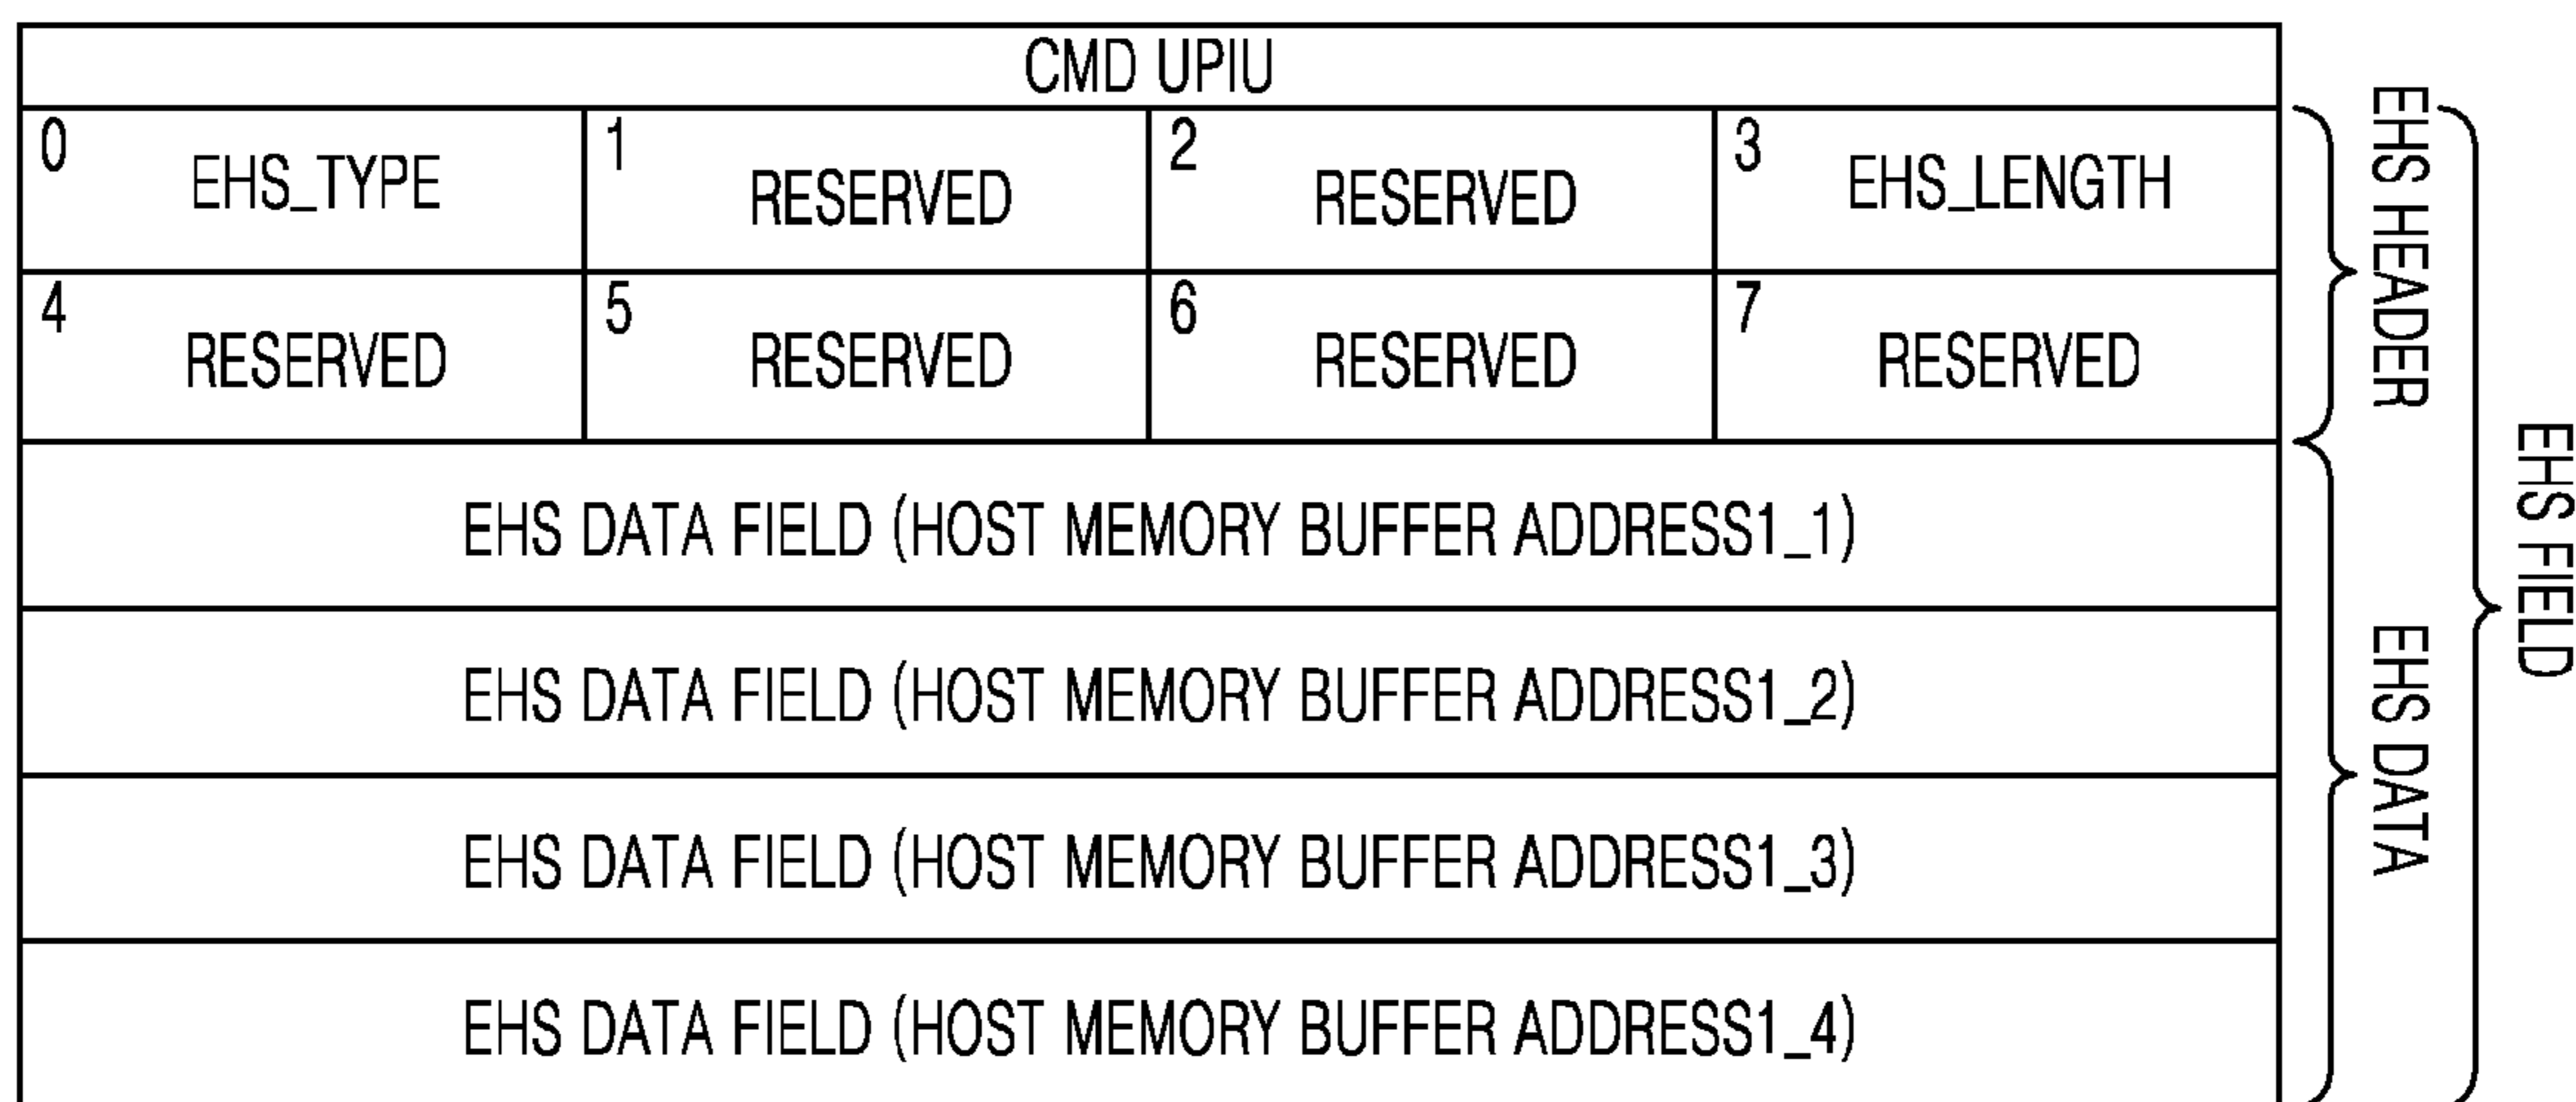 CMD UPIU
0 EHS_TYPE 1 RESERVED 2 RESERVED 3 EHS_LENGTH
4 RESERVED 5 RESERVED 6 RESERVED 7 RESERVED
EHS DATA FIELD (HOST MEMORY BUFFER ADDRESS1_1)
EHS DATA FIELD (HOST MEMORY BUFFER ADDRESS1_2)
EHS DATA FIELD (HOST MEMORY BUFFER ADDRESS1_3)
EHS DATA FIELD (HOST MEMORY BUFFER ADDRESS1_4)
EHS HEADER
EHS DATA
EHS FIELD